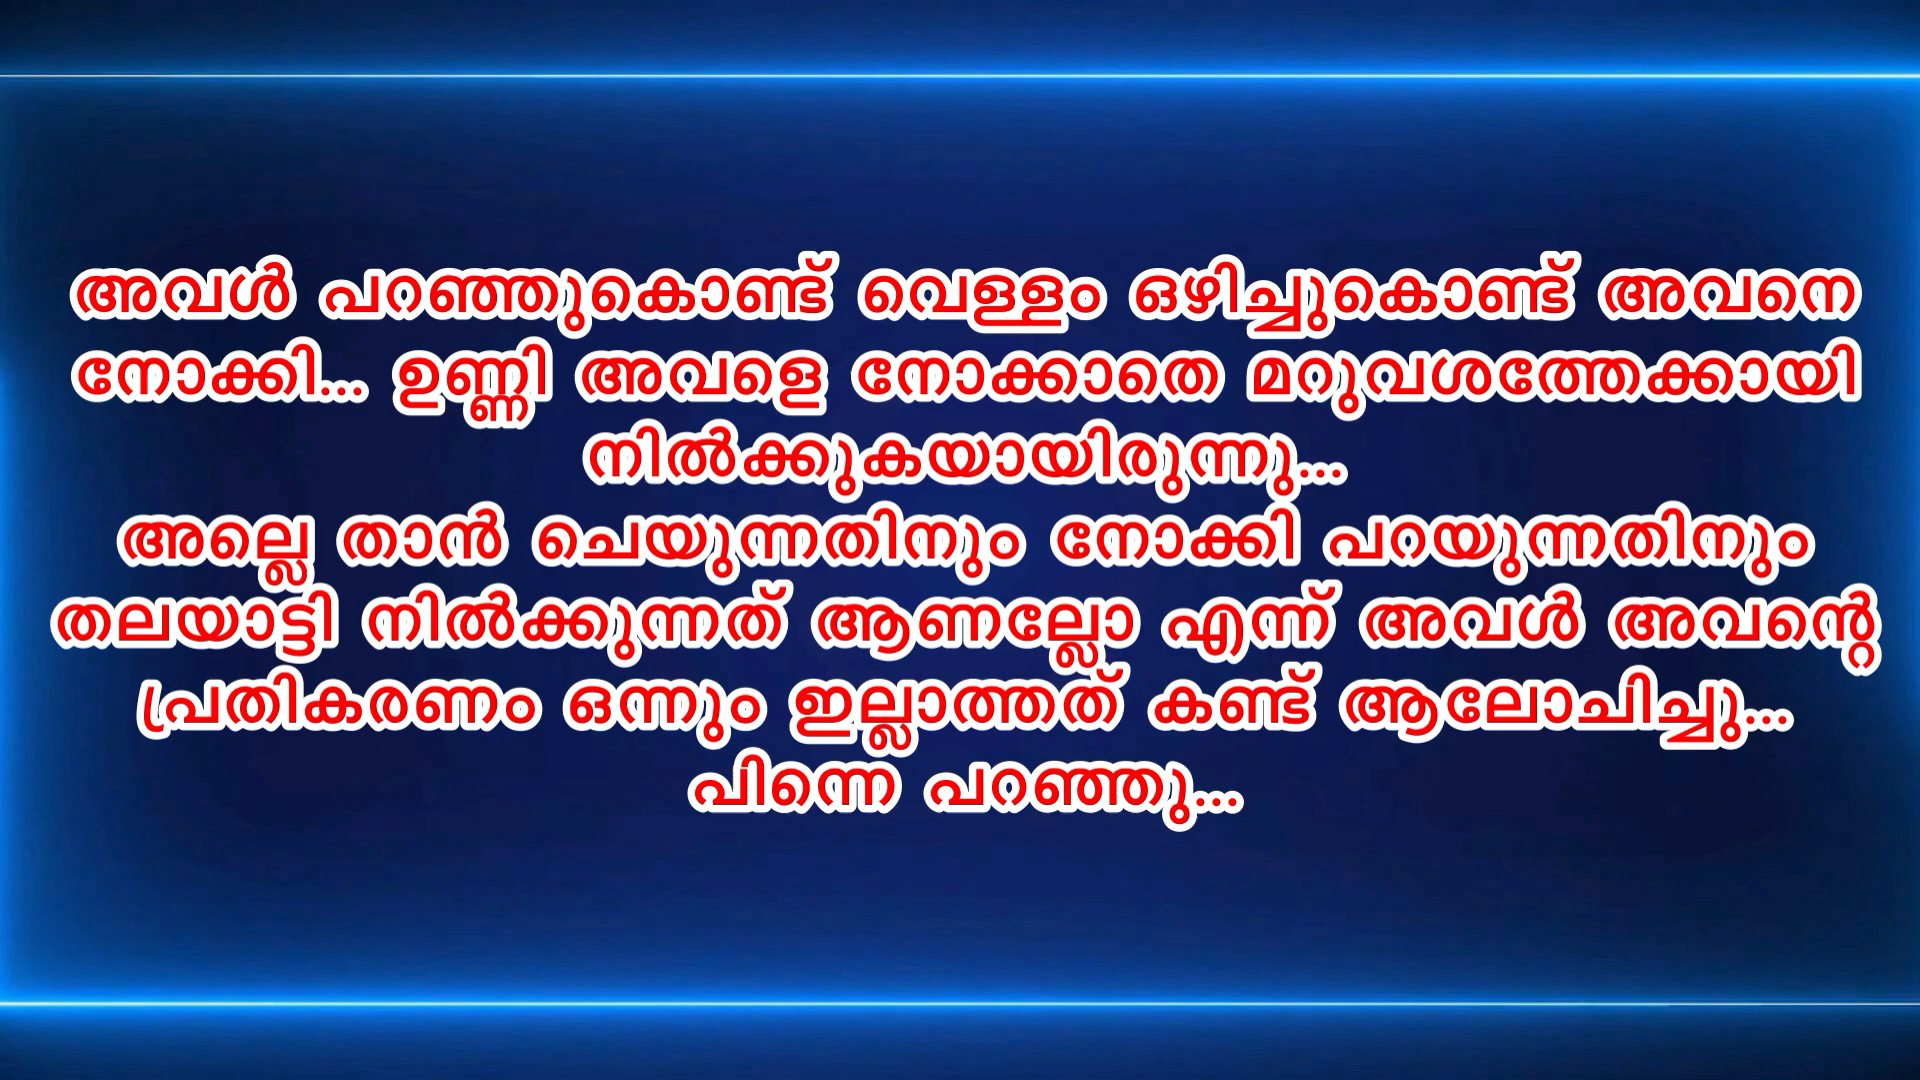 അവൾ പറഞ്ഞുകൊണ്ട് വെള്ളം ഒഴിച്ചുകൊണ്ട് അവനെ
നോക്കി... ഉണ്ണി അവളെ നോക്കാതെ മറുവശത്തേക്കായി
നിൽക്കുകയായിരുന്നു...
അല്ലെ താൻ ചെയുന്നതിനും നോക്കി പറയുന്നതിനും
തലയാട്ടി നിൽക്കുന്നത് ആണല്ലോ എന്ന് അവൾ അവന്റെ
പ്രതികരണം ഒന്നും ഇല്ലാത്തത് കണ്ട് ആലോചിച്ചു...
പിന്നെ പറഞ്ഞു...